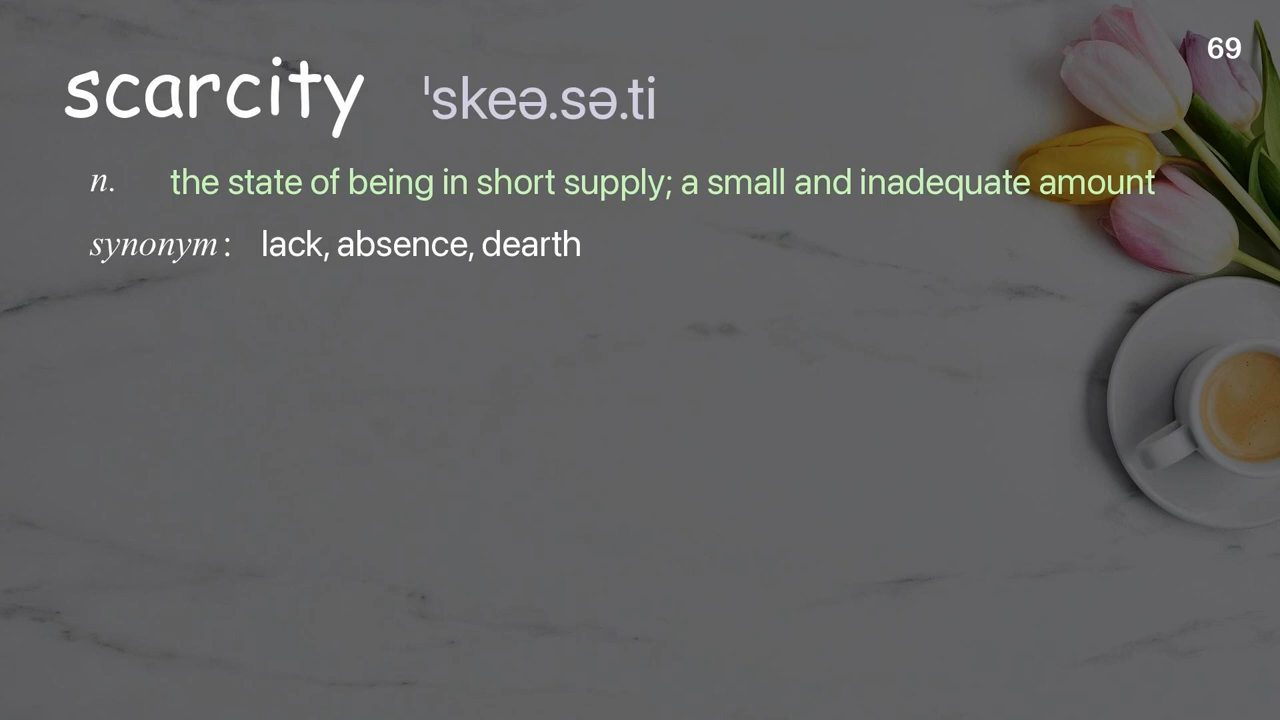 69
scarcity ˈskeə.sə.ti
n. the state of being in short supply; a small and inadequate amount
synonym: lack, absence, dearth